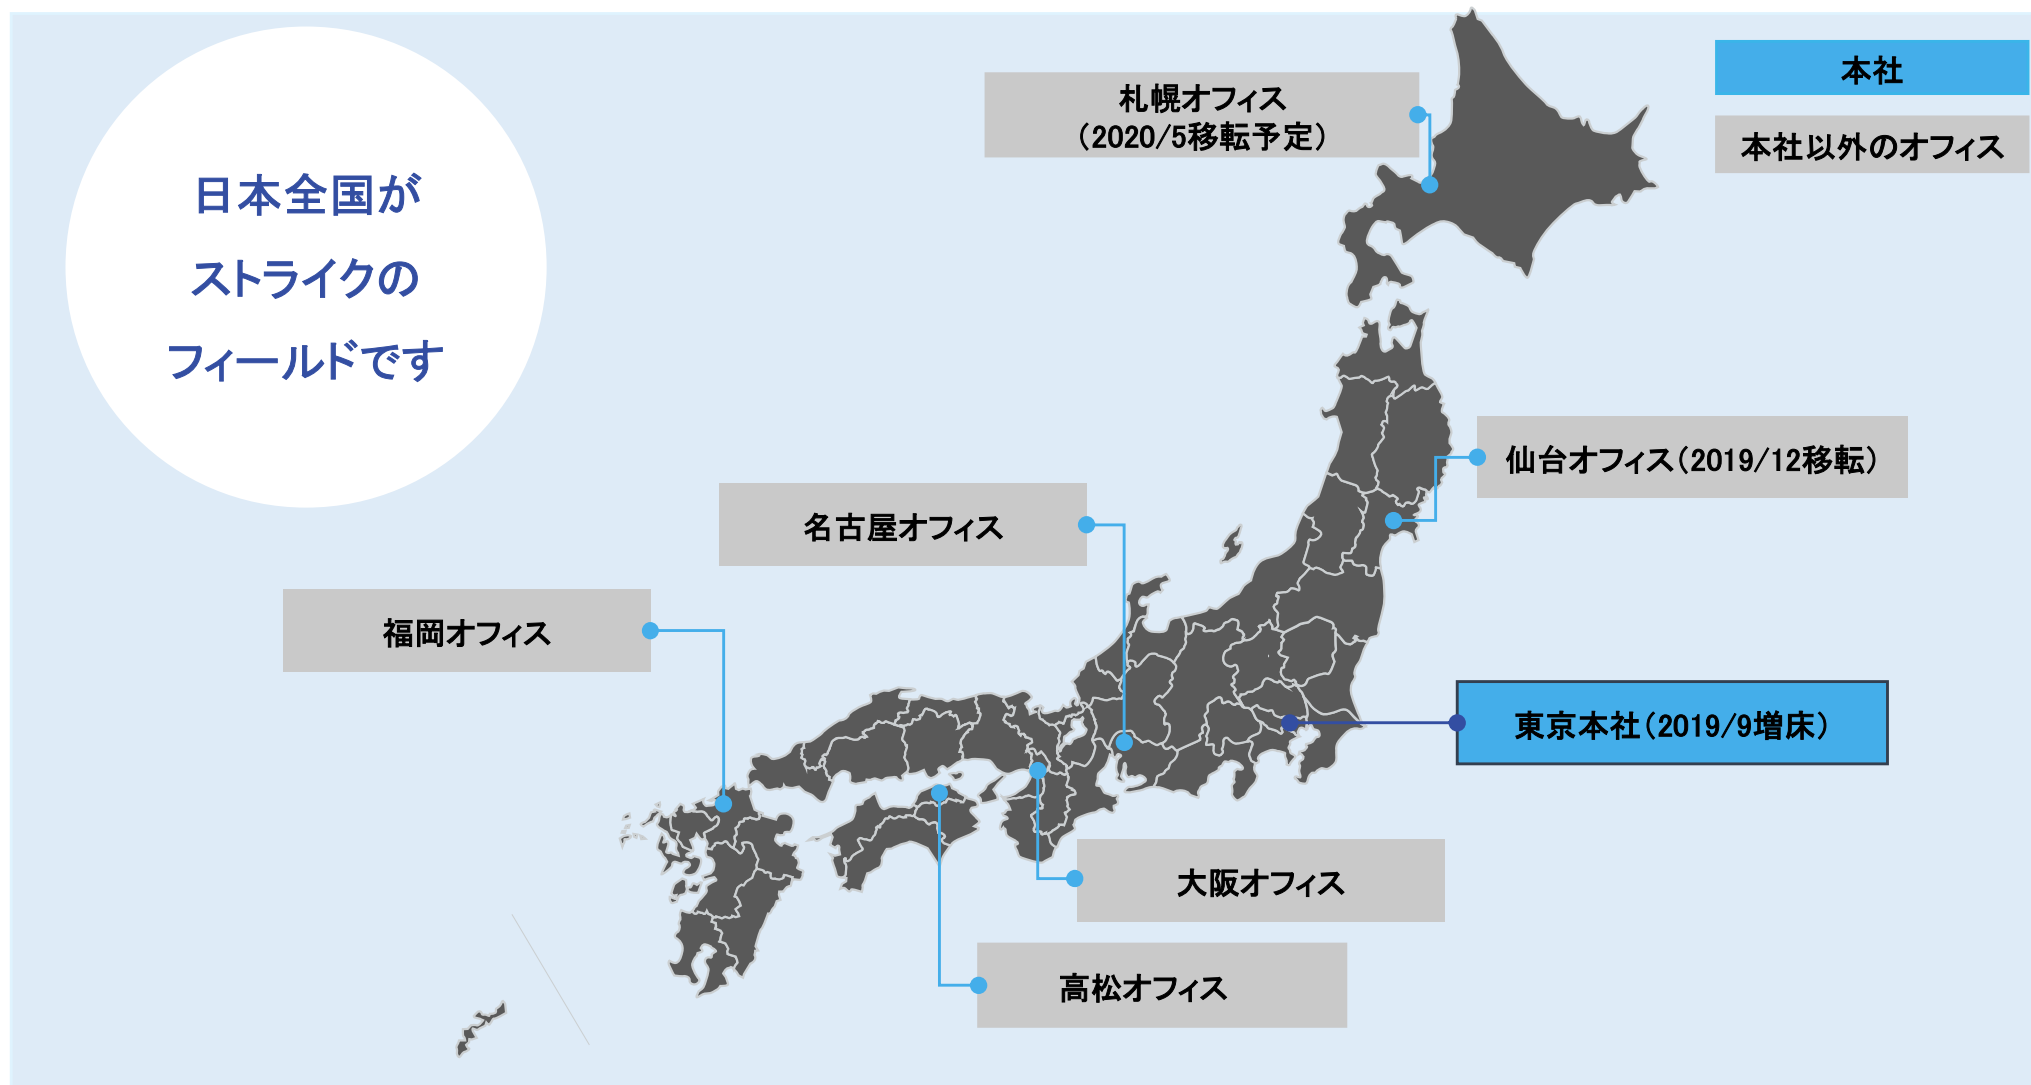 日本全国が
ストライクの
フィールドです
本社
本社以外のオフィス
札幌オフィス
（2020/5移転予定）
仙台オフィス（2019/12移転）
名古屋オフィス
福岡オフィス
東京本社（2019/9増床）
大阪オフィス
高松オフィス